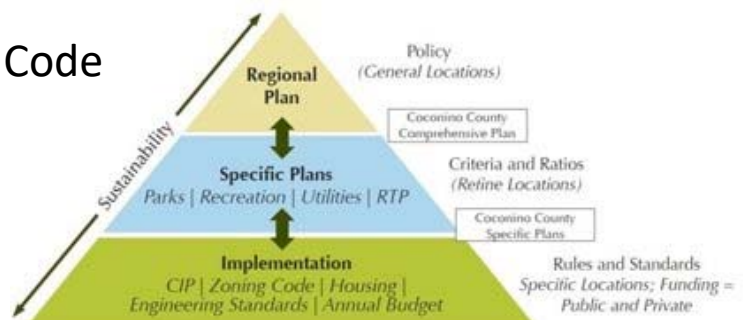 Code
Sustainability
Regional
Plan
Policy
(General Locations)
Coconino County
Comprehensive Plan
Specific Plans
Parks | Recreation | Utilities | RTP
Criteria and Ratios
(Refine Locations)
Coconino County
Specific Plans
Implementation
CIP | Zoning Code | Housing |
Engineering Standards | Annual Budget
Rules and Standards
Specific Locations; Funding =
Public and Private